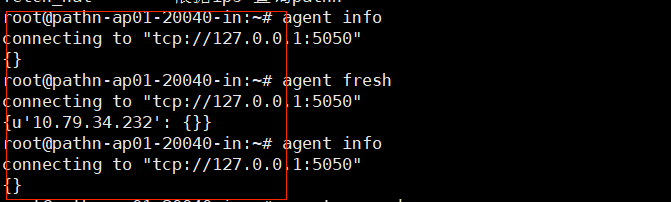 root@pathn-ap01-20040-in:~# agent info
connecting to "tcp://127.0.0.1:5050"
{}
root@pathn-ap01-20040-in:~# agent fresh
connecting to "tcp://127.0.0.1:5050"
{u'10.79.34.232': {}}
root@pathn-ap01-20040-in:~# agent info
connecting to "tcp://127.0.0.1:5050"
{}